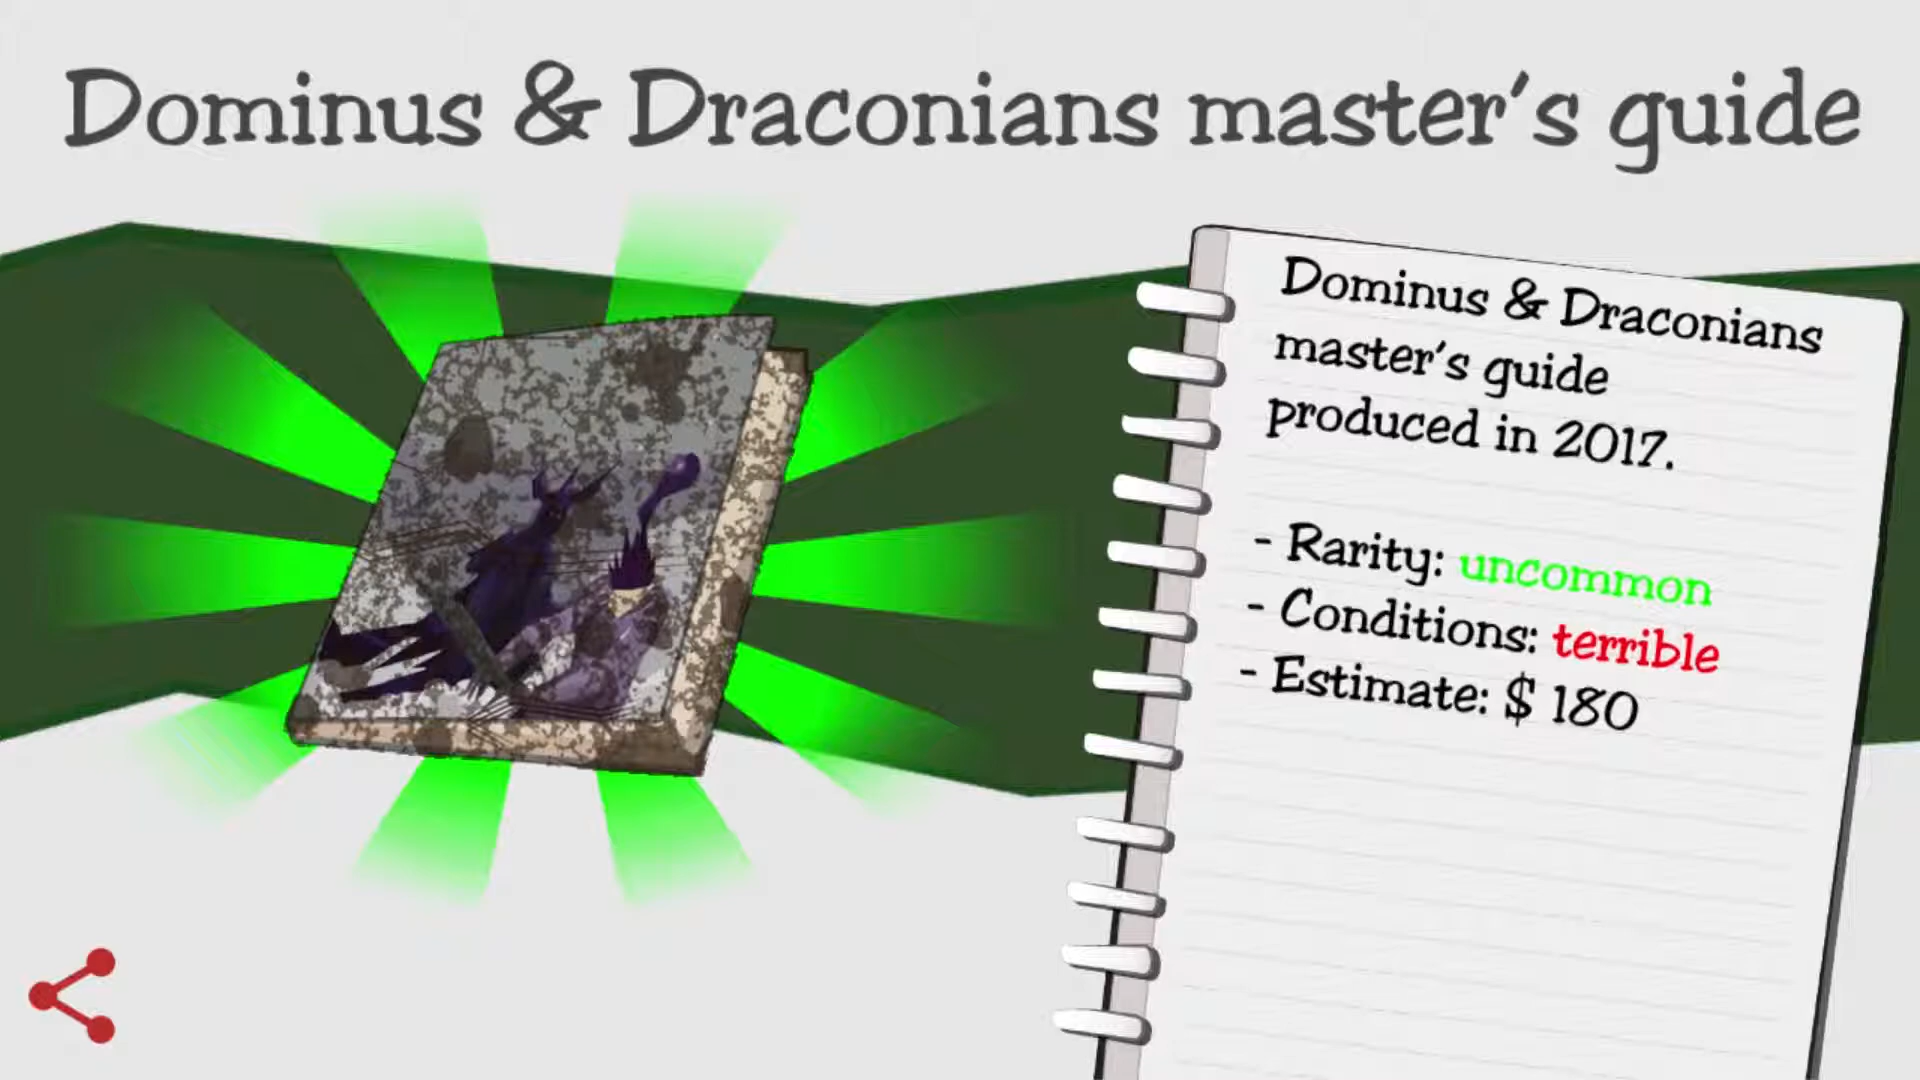 Dominus & Draconians master's guide
Dominus & Draconians
master's guide
produced in 2017.
- Rarity: uncommon
- Conditions: terrible
- Estimate: $ 180